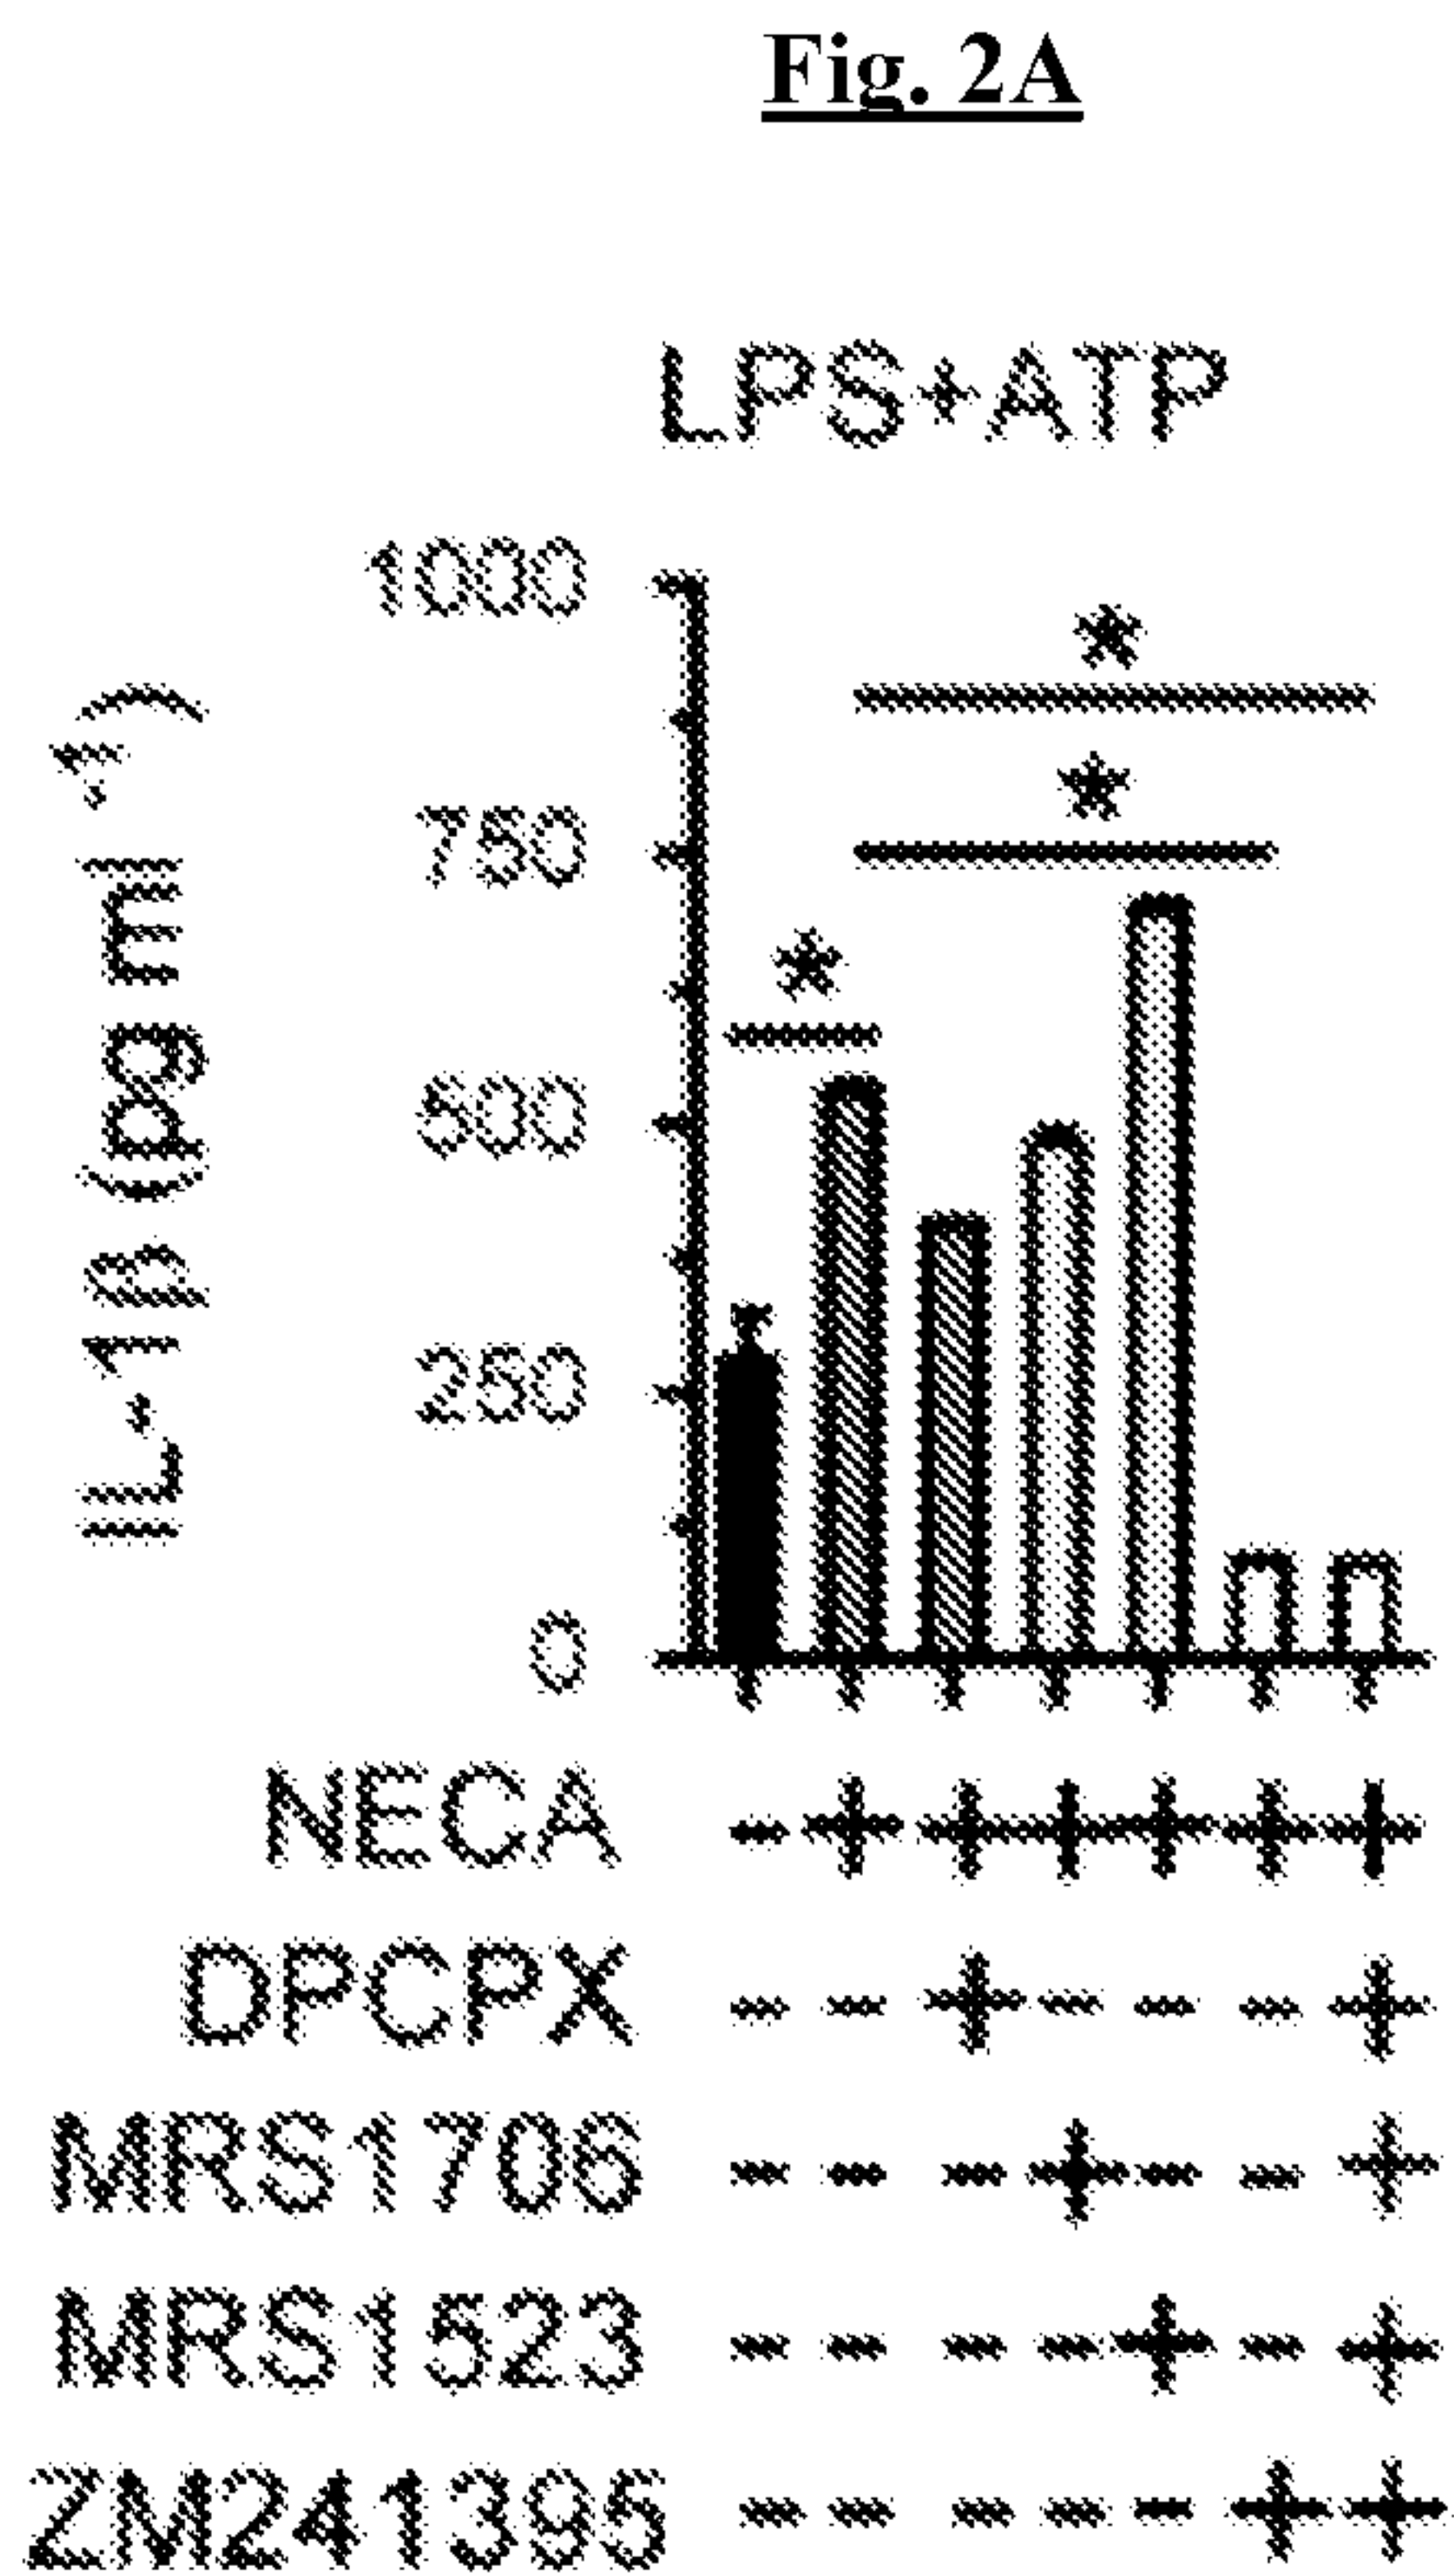 Fig. 2A
LPS+ATP
IL-1β (pg ml⁻¹)
1000
750
500
250
0
*
*
*
NECA - + + + + + +
DPCPX - - + - - - +
MRS1706 - - - + - - +
MRS1523 - - - - + - +
ZM241395 - - - - - + +